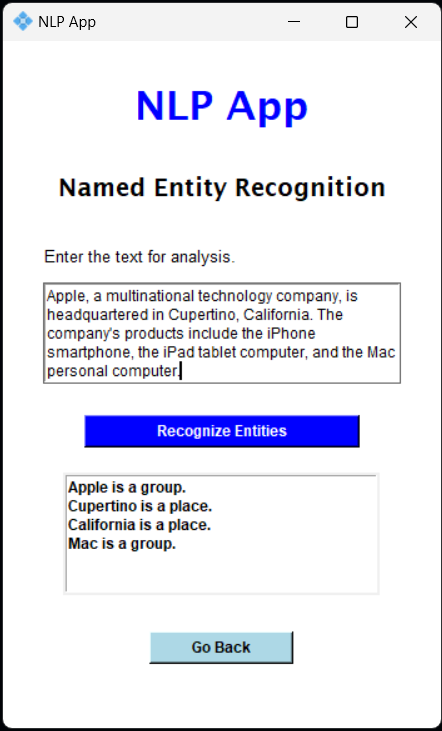 NLP App
NLP App
Named Entity Recognition
Enter the text for analysis.
Apple, a multinational technology company, is
headquartered in Cupertino, California. The
company's products include the iPhone
smartphone, the iPad tablet computer, and the Mac
personal computer.
Recognize Entities
Apple is a group.
Cupertino is a place.
California is a place.
Mac is a group.
Go Back